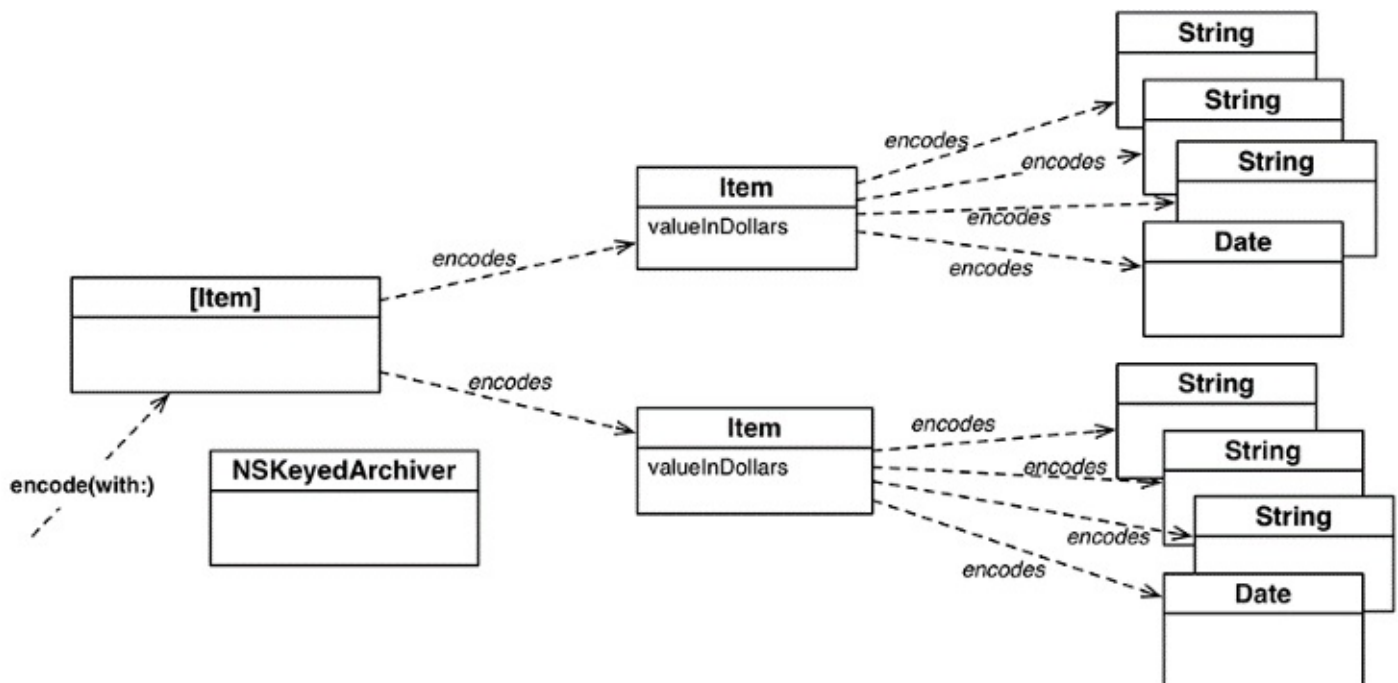 String
String
encodes
encodes
String
Item
valueInDollars
encodes
Date
encodes
encodes
[Item]
encodes
String
Item
encodes
String
valueInDollars
encodes
NSKeyedArchiver
encode(with:)
String
encodes
encodes
Date